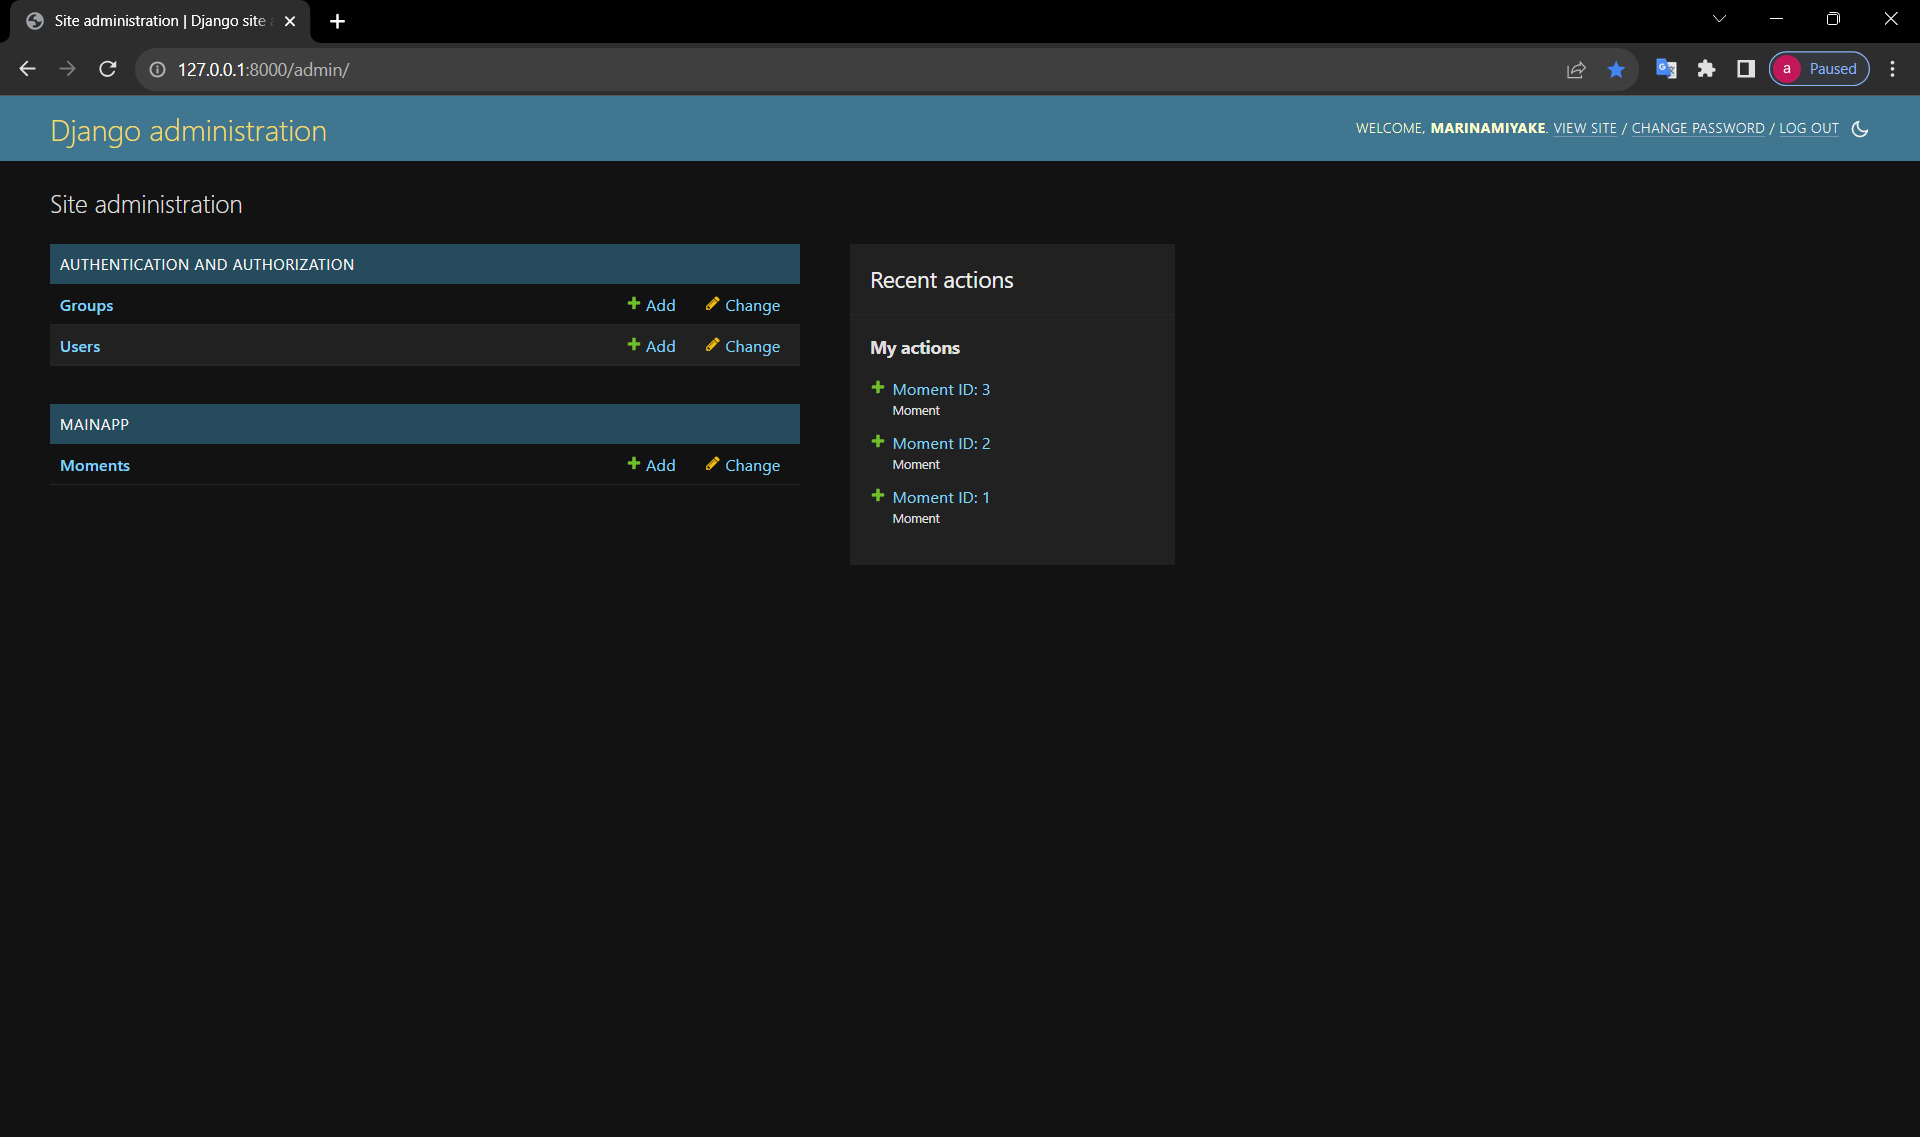 Site administration | Django site
127.0.0.1:8000/admin/
a Paused
Django administration
WELCOME, MARINAMIYAKE. VIEW SITE / CHANGE PASSWORD / LOG OUT
Site administration
AUTHENTICATION AND AUTHORIZATION
Groups Add Change
Users Add Change
MAINAPP
Moments Add Change
Recent actions
My actions
Moment ID: 3
Moment
Moment ID: 2
Moment
Moment ID: 1
Moment